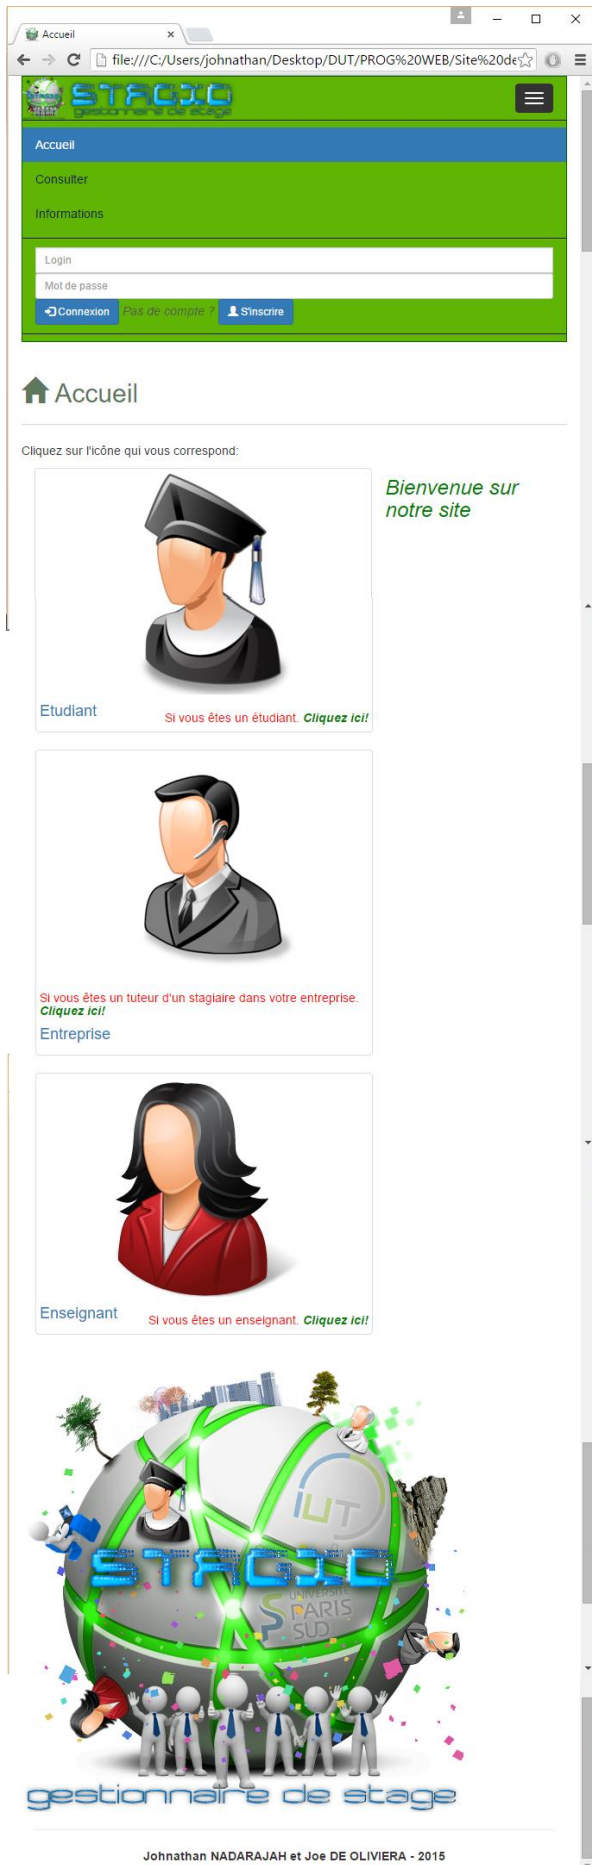 Accueil
file:///C:/Users/johnathan/Desktop/DUT/PROG%20WEB/Site%20de
STAGIO
gestionnaire de stage
Accueil
Consulter
Informations
Login
Mot de passe
Connexion Pas de compte ? S'inscrire
Accueil
Cliquez sur l'icône qui vous correspond:
Bienvenue sur
notre site
Etudiant
Si vous êtes un étudiant. Cliquez ici!
Si vous êtes un tuteur d'un stagiaire dans votre entreprise.
Cliquez ici!
Entreprise
Enseignant
Si vous êtes un enseignant. Cliquez ici!
iUT
STAGIO
UNIVERSITÉ
PARIS
SUD
gestionnaire de stage
Johnathan NADARAJAH et Joe DE OLIVIERA - 2015